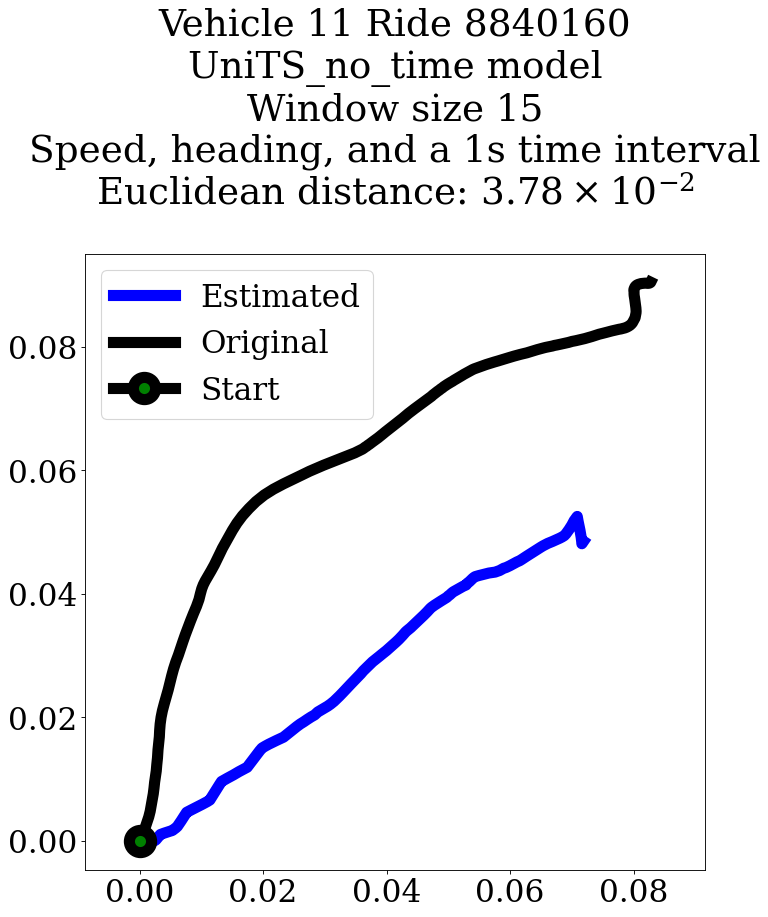 Vehicle 11 Ride 8840160
UniTS_no_time model
Window size 15
Speed, heading, and a 1s time interval
Euclidean distance: 3.78 × 10⁻²
Estimated
Original
Start
0.08
0.06
0.04
0.02
0.00
0.00 0.02 0.04 0.06 0.08